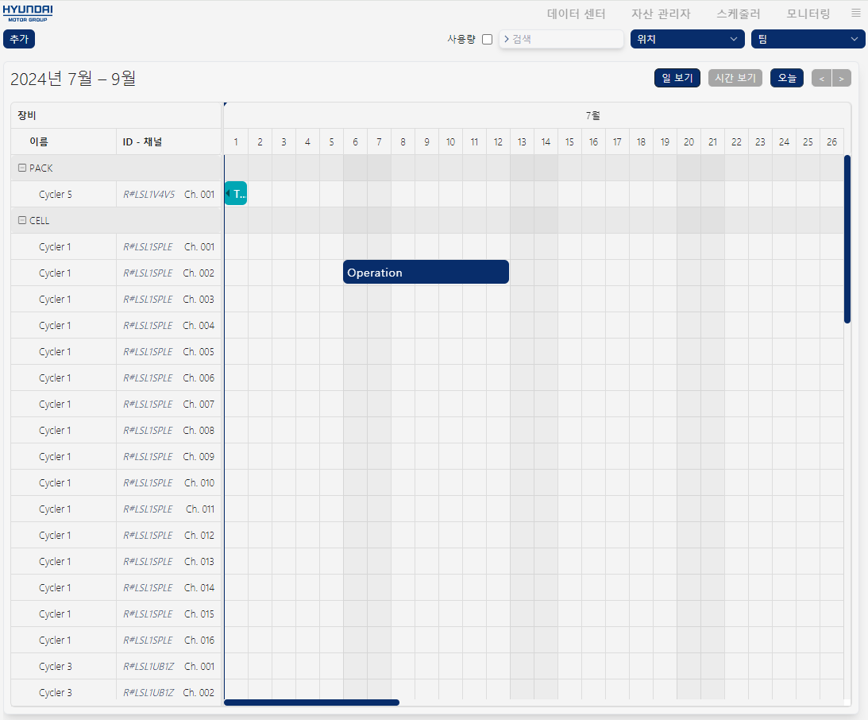 HYUNDAI
MOTOR GROUP
데이터 센터 자산 관리자 스케줄러 모니터링
추가 사용량 검색 위치 팀
2024년 7월 – 9월 일 보기 시간 보기 오늘 < >
장비 7월
이름 ID - 채널 1 2 3 4 5 6 7 8 9 10 11 12 13 14 15 16 17 18 19 20 21 22 23 24 25 26
PACK
Cycler 5 R#LSL1V4V5 Ch. 001 T...
CELL
Cycler 1 R#LSL1SPLE Ch. 001
Cycler 1 R#LSL1SPLE Ch. 002 Operation
Cycler 1 R#LSL1SPLE Ch. 003
Cycler 1 R#LSL1SPLE Ch. 004
Cycler 1 R#LSL1SPLE Ch. 005
Cycler 1 R#LSL1SPLE Ch. 006
Cycler 1 R#LSL1SPLE Ch. 007
Cycler 1 R#LSL1SPLE Ch. 008
Cycler 1 R#LSL1SPLE Ch. 009
Cycler 1 R#LSL1SPLE Ch. 010
Cycler 1 R#LSL1SPLE Ch. 011
Cycler 1 R#LSL1SPLE Ch. 012
Cycler 1 R#LSL1SPLE Ch. 013
Cycler 1 R#LSL1SPLE Ch. 014
Cycler 1 R#LSL1SPLE Ch. 015
Cycler 1 R#LSL1SPLE Ch. 016
Cycler 3 R#LSL1UB1Z Ch. 001
Cycler 3 R#LSL1UB1Z Ch. 002